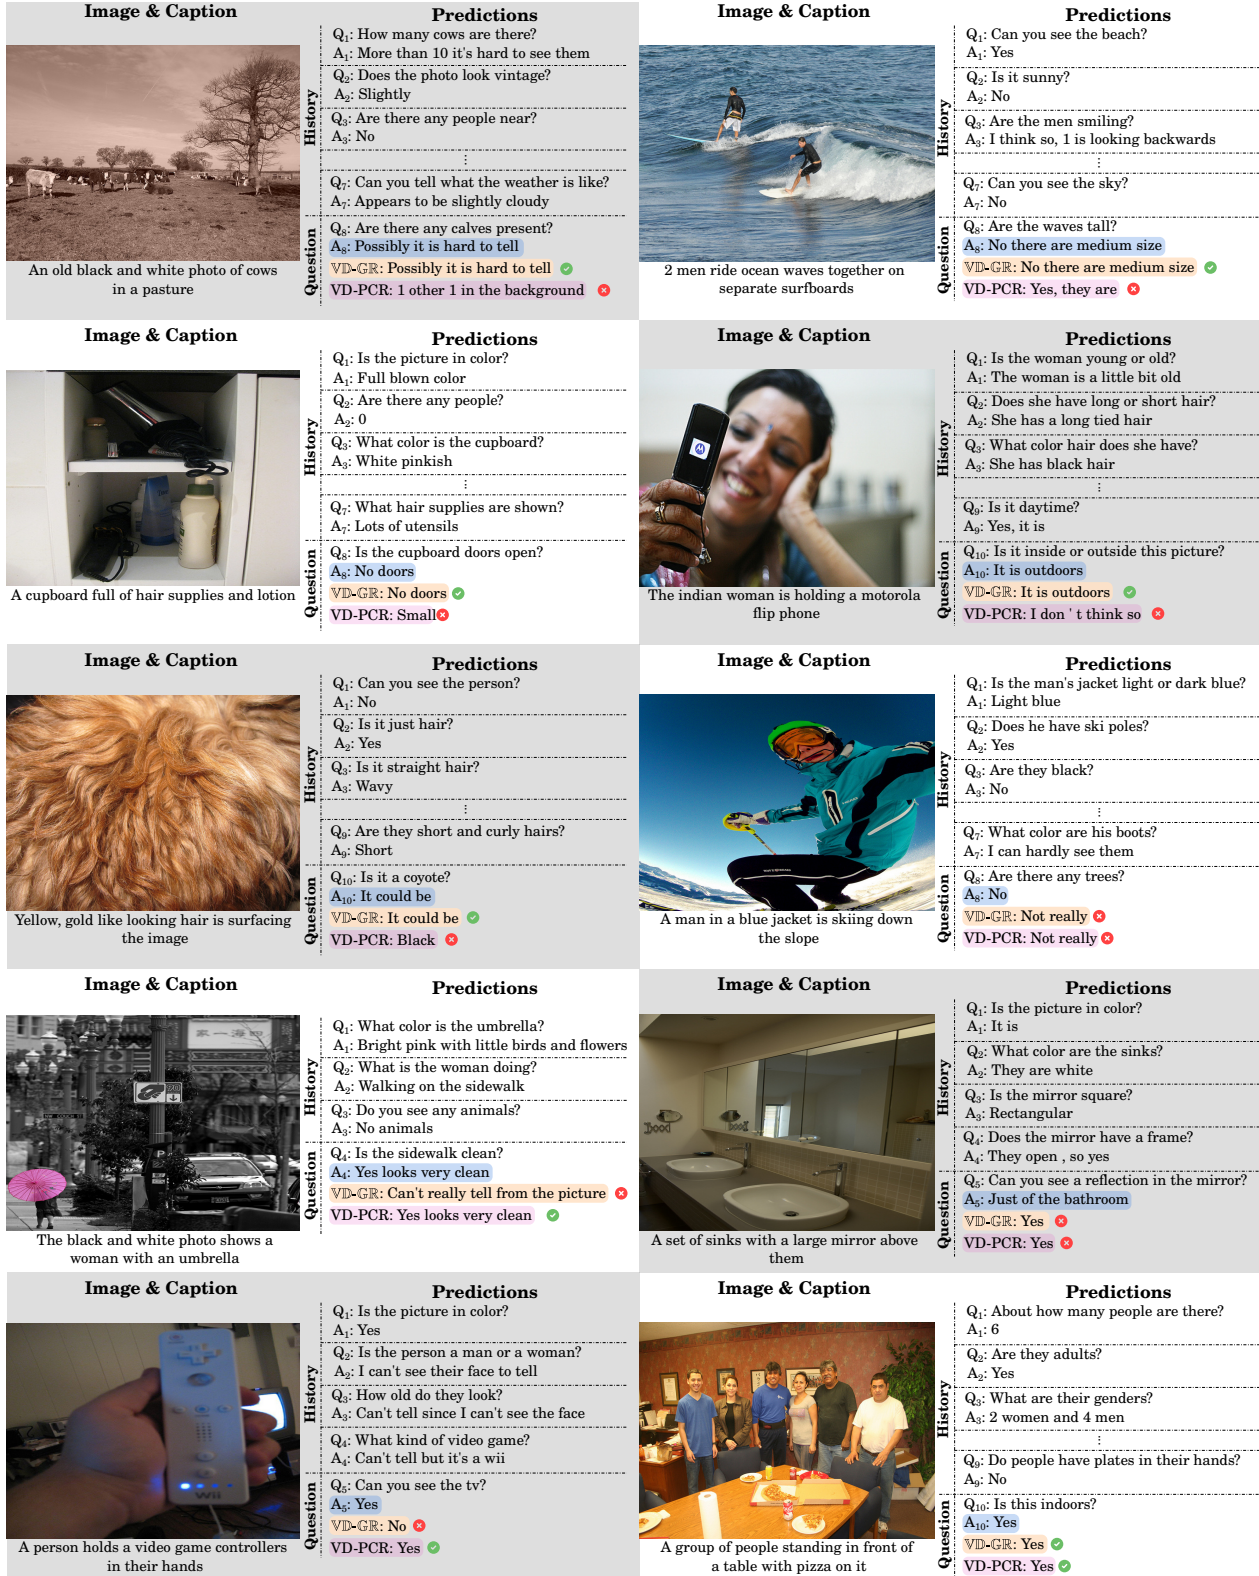 Image & Caption
Predictions
History
Q1: How many cows are there?
A1: More than 10 it's hard to see them
Q2: Does the photo look vintage?
A2: Slightly
Q3: Are there any people near?
A3: No
⋮
Q7: Can you tell what the weather is like?
A7: Appears to be slightly cloudy
Question
Q8: Are there any calves present?
A8: Possibly it is hard to tell
VD-GR: Possibly it is hard to tell
VD-PCR: 1 other 1 in the background
An old black and white photo of cows
in a pasture
Image & Caption
Predictions
History
Q1: Can you see the beach?
A1: Yes
Q2: Is it sunny?
A2: No
Q3: Are the men smiling?
A3: I think so, 1 is looking backwards
⋮
Q7: Can you see the sky?
A7: No
Question
Q8: Are the waves tall?
A8: No there are medium size
VD-GR: No there are medium size
VD-PCR: Yes, they are
2 men ride ocean waves together on
separate surfboards
Image & Caption
Predictions
History
Q1: Is the picture in color?
A1: Full blown color
Q2: Are there any people?
A2: 0
Q3: What color is the cupboard?
A3: White pinkish
⋮
Q7: What hair supplies are shown?
A7: Lots of utensils
Question
Q8: Is the cupboard doors open?
A8: No doors
VD-GR: No doors
VD-PCR: Small
A cupboard full of hair supplies and lotion
Image & Caption
Predictions
History
Q1: Is the woman young or old?
A1: The woman is a little bit old
Q2: Does she have long or short hair?
A2: She has a long tied hair
Q3: What color hair does she have?
A3: She has black hair
⋮
Q9: Is it daytime?
A9: Yes, it is
Question
Q10: Is it inside or outside this picture?
A10: It is outdoors
VD-GR: It is outdoors
VD-PCR: I don ' t think so
The indian woman is holding a motorola
flip phone
Image & Caption
Predictions
History
Q1: Can you see the person?
A1: No
Q2: Is it just hair?
A2: Yes
Q3: Is it straight hair?
A3: Wavy
⋮
Q9: Are they short and curly hairs?
A9: Short
Question
Q10: Is it a coyote?
A10: It could be
VD-GR: It could be
VD-PCR: Black
Yellow, gold like looking hair is surfacing
the image
Image & Caption
Predictions
History
Q1: Is the man's jacket light or dark blue?
A1: Light blue
Q2: Does he have ski poles?
A2: Yes
Q3: Are they black?
A3: No
⋮
Q7: What color are his boots?
A7: I can hardly see them
Question
Q8: Are there any trees?
A8: No
VD-GR: Not really
VD-PCR: Not really
A man in a blue jacket is skiing down
the slope
Image & Caption
Predictions
History
Q1: What color is the umbrella?
A1: Bright pink with little birds and flowers
Q2: What is the woman doing?
A2: Walking on the sidewalk
Q3: Do you see any animals?
A3: No animals
Question
Q4: Is the sidewalk clean?
A4: Yes looks very clean
VD-GR: Can't really tell from the picture
VD-PCR: Yes looks very clean
The black and white photo shows a
woman with an umbrella
Image & Caption
Predictions
History
Q1: Is the picture in color?
A1: It is
Q2: What color are the sinks?
A2: They are white
Q3: Is the mirror square?
A3: Rectangular
Q4: Does the mirror have a frame?
A4: They open , so yes
Question
Q5: Can you see a reflection in the mirror?
A5: Just of the bathroom
VD-GR: Yes
VD-PCR: Yes
A set of sinks with a large mirror above
them
Image & Caption
Predictions
History
Q1: Is the picture in color?
A1: Yes
Q2: Is the person a man or a woman?
A2: I can't see their face to tell
Q3: How old do they look?
A3: Can't tell since I can't see the face
Q4: What kind of video game?
A4: Can't tell but it's a wii
Question
Q5: Can you see the tv?
A5: Yes
VD-GR: No
VD-PCR: Yes
Wii
A person holds a video game controllers
in their hands
Image & Caption
Predictions
History
Q1: About how many people are there?
A1: 6
Q2: Are they adults?
A2: Yes
Q3: What are their genders?
A3: 2 women and 4 men
⋮
Q9: Do people have plates in their hands?
A9: No
Question
Q10: Is this indoors?
A10: Yes
VD-GR: Yes
VD-PCR: Yes
A group of people standing in front of
a table with pizza on it